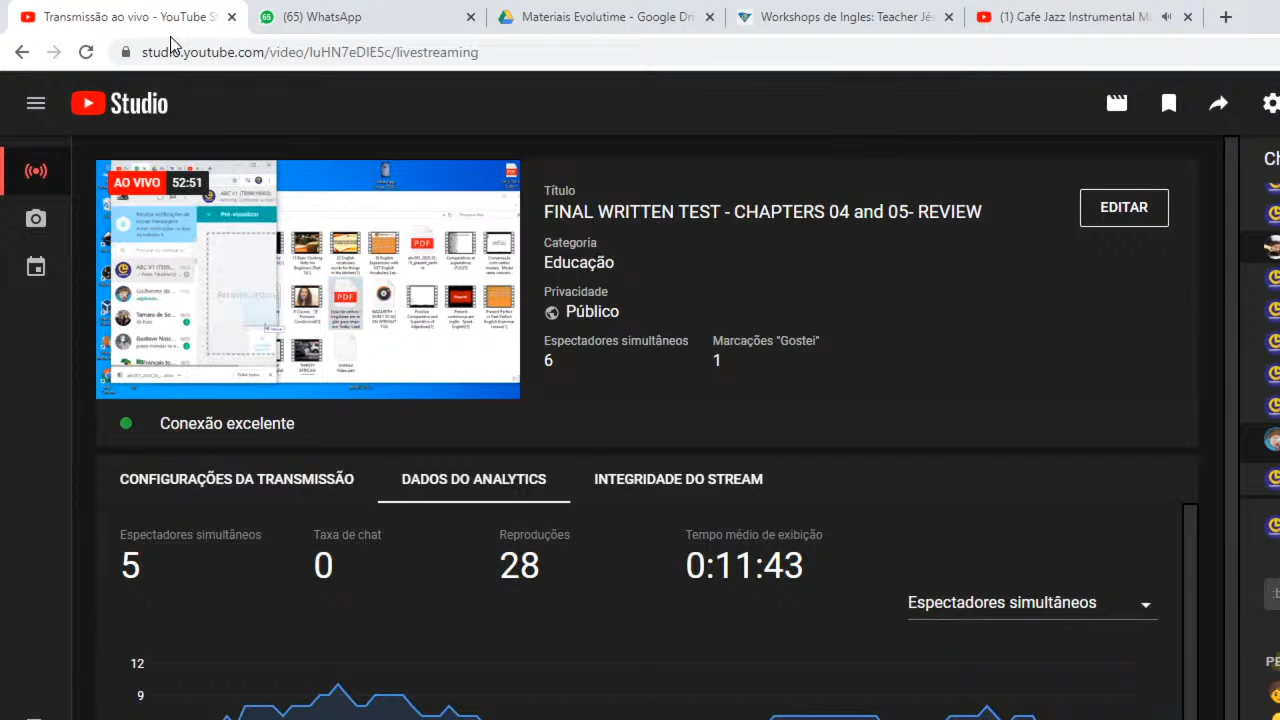 Transmissão ao vivo - YouTube S
(65) WhatsApp
Materiais Evolutime - Google Dri
Workshops de Ingles: Teacher Jés
(1) Cafe Jazz Instrumental M
studio.youtube.com/video/luHN7eDIE5c/livestreaming
Studio
AO VIVO 52:51
Pré-visualizar
Título
FINAL WRITTEN TEST - CHAPTERS 04 and 05- REVIEW
EDITAR
Categoria
Educação
Privacidade
Público
Espectadores simultâneos
Marcações "Gostei"
6
1
Conexão excelente
CONFIGURAÇÕES DA TRANSMISSÃO
DADOS DO ANALYTICS
INTEGRIDADE DO STREAM
Espectadores simultâneos
Taxa de chat
Reproduções
Tempo médio de exibição
5
0
28
0:11:43
Espectadores simultâneos
12
9